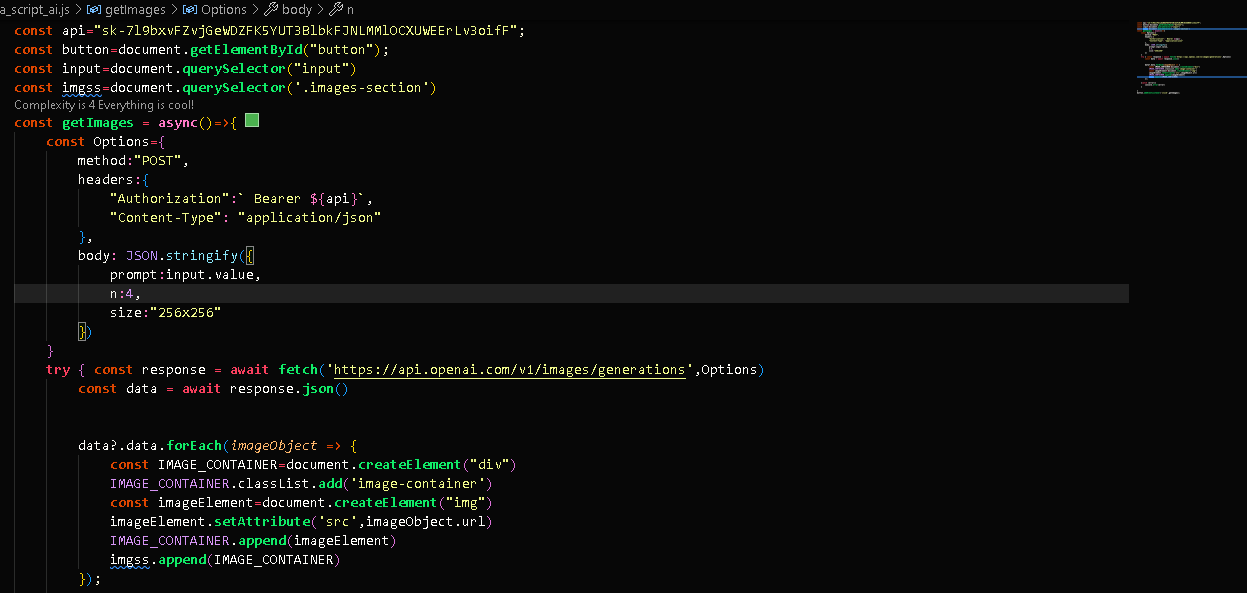 a_script_ai.js > getImages > Options > body > n
const api="";
const button=document.getElementById("button");
const input=document.querySelector("input")
const imgss=document.querySelector('.images-section')
Complexity is 4 Everything is cool!
const getImages = async()=>{
const Options={
method:"POST",
headers:{
"Authorization":` Bearer ${api}`,
"Content-Type": "application/json"
},
body: JSON.stringify({
prompt:input.value,
n:4,
size:"256x256"
})
}
try { const response = await fetch('https://api.openai.com/v1/images/generations',Options)
const data = await response.json()
data?.data.forEach(imageObject => {
const IMAGE_CONTAINER=document.createElement("div")
IMAGE_CONTAINER.classList.add('image-container')
const imageElement=document.createElement("img")
imageElement.setAttribute('src',imageObject.url)
IMAGE_CONTAINER.append(imageElement)
imgss.append(IMAGE_CONTAINER)
});